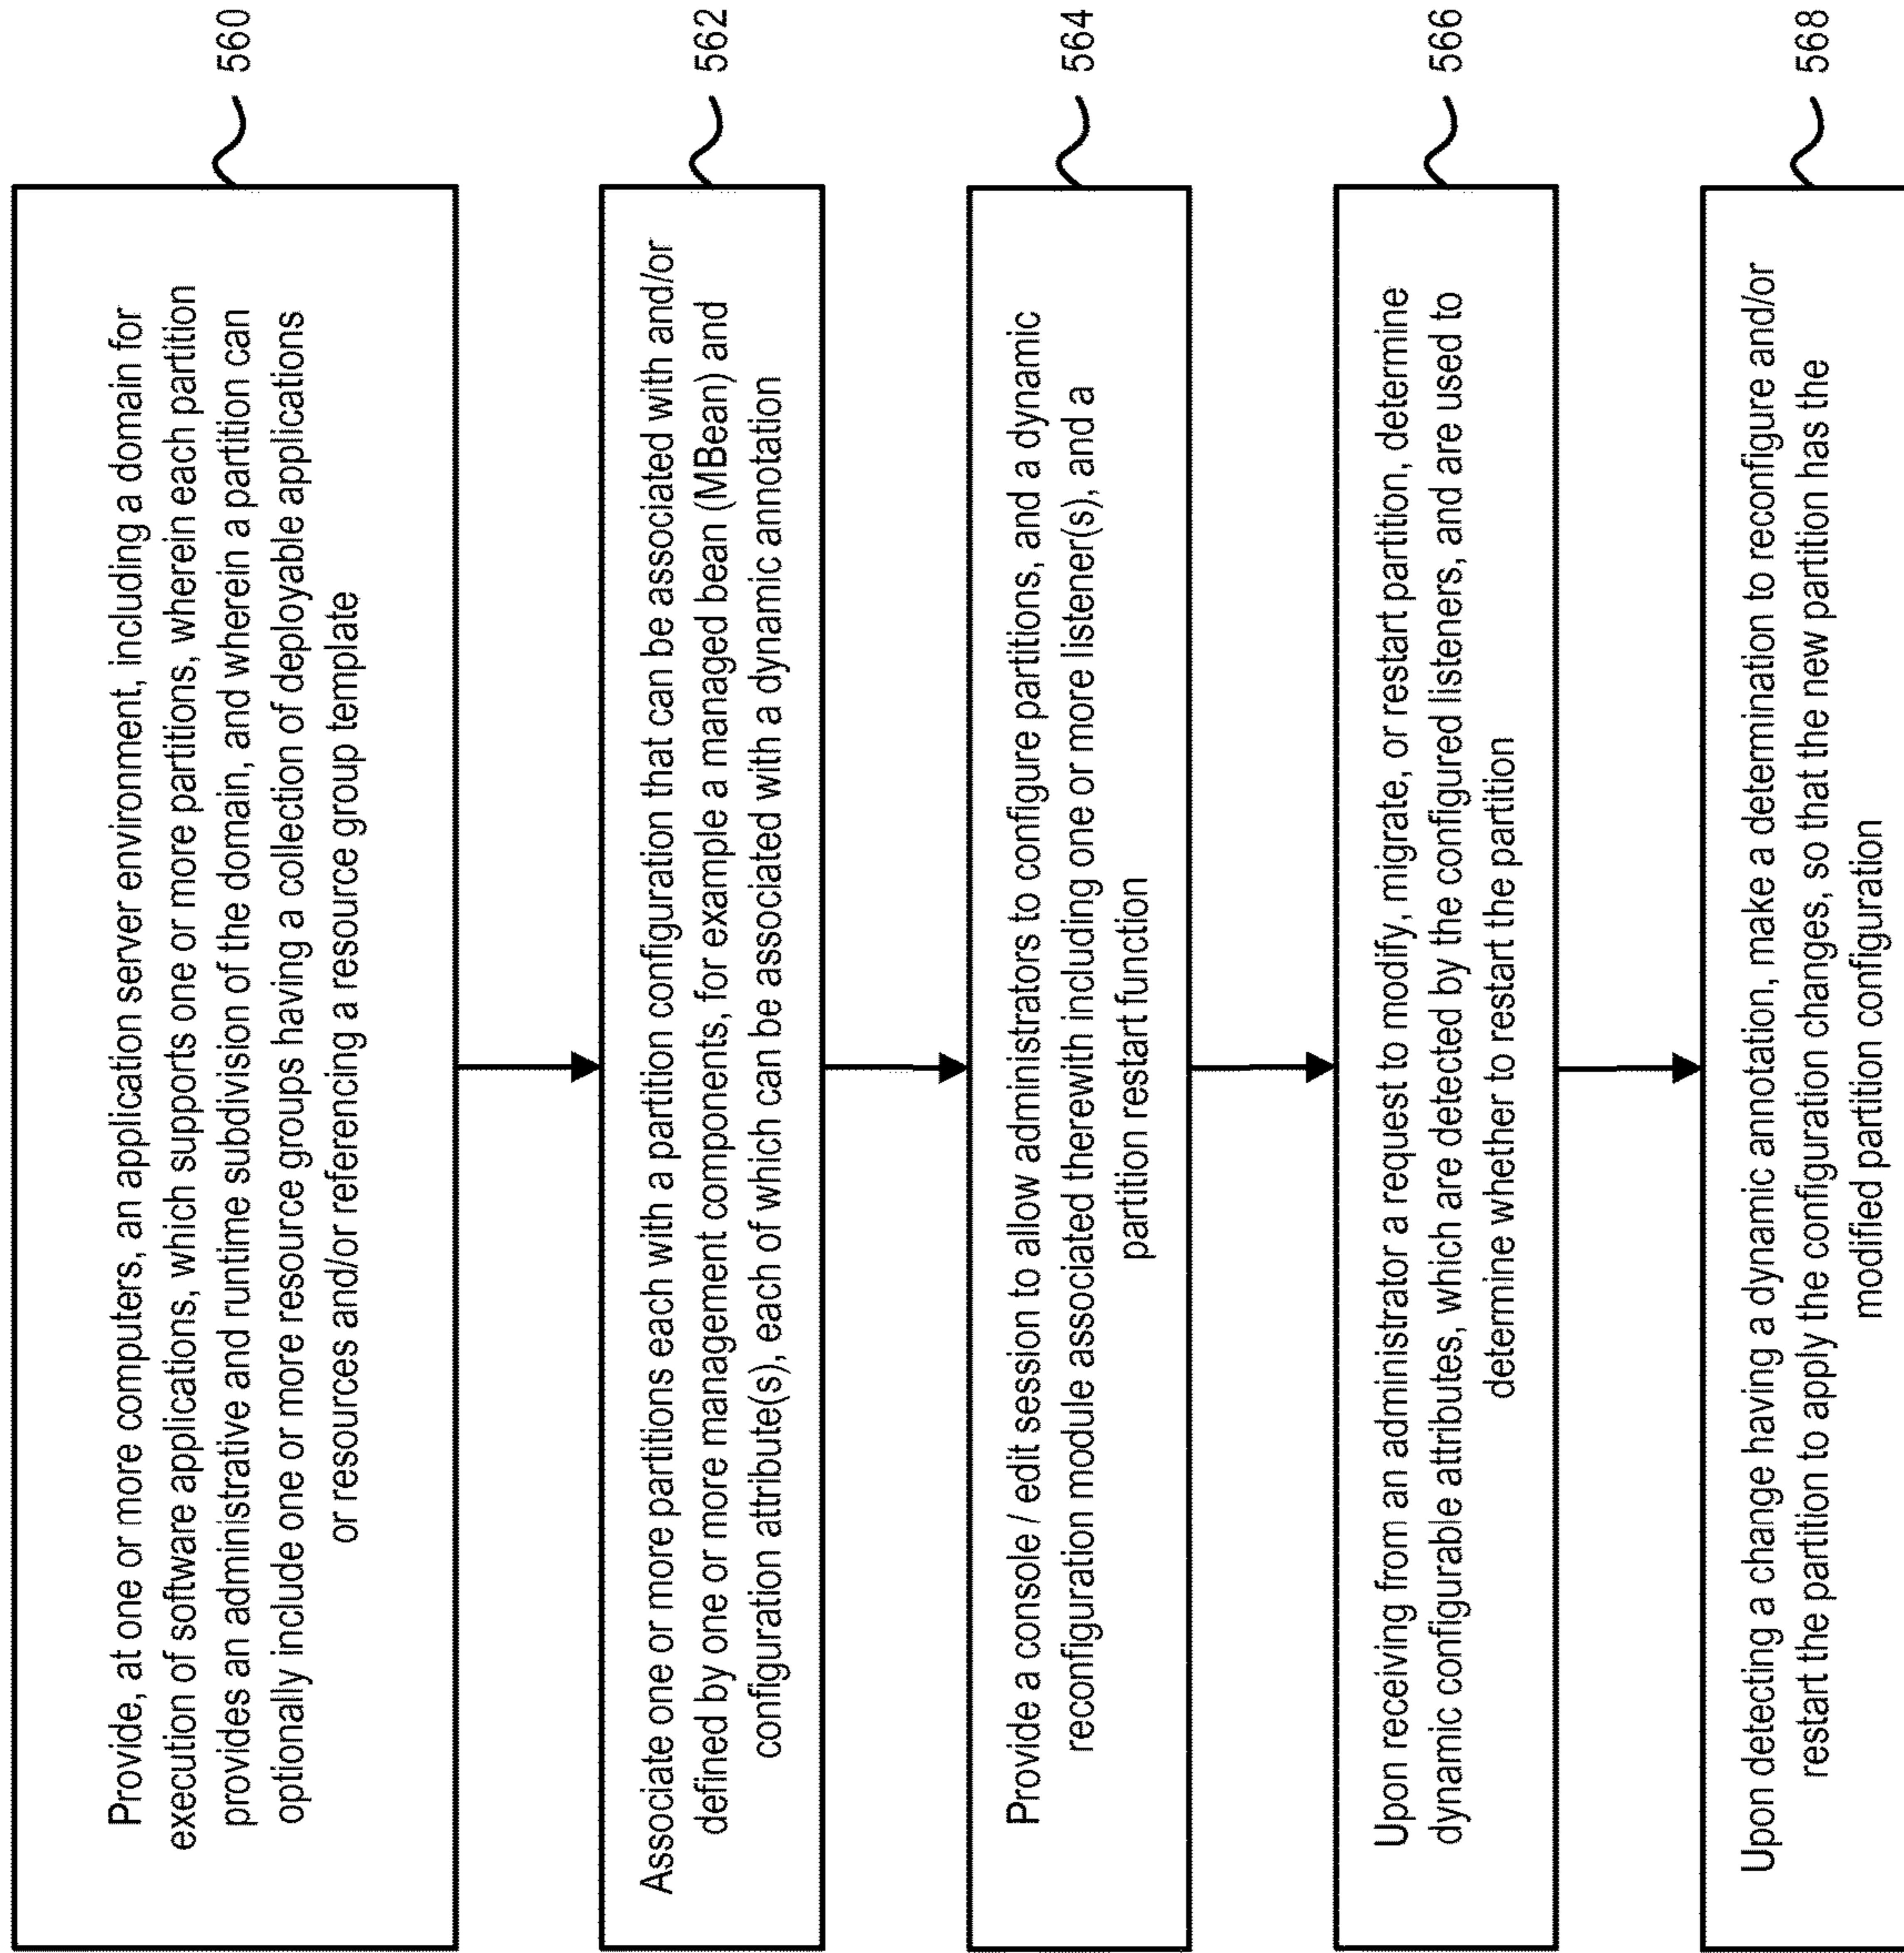 Provide, at one or more computers, an application server environment, including a domain for
execution of software applications, which supports one or more partitions, wherein each partition
provides an administrative and runtime subdivision of the domain, and wherein a partition can
optionally include one or more resource groups having a collection of deployable applications
or resources and/or referencing a resource group template
560
Associate one or more partitions each with a partition configuration that can be associated with and/or
defined by one or more management components, for example a managed bean (MBean) and
configuration attribute(s), each of which can be associated with a dynamic annotation
562
Provide a console / edit session to allow administrators to configure partitions, and a dynamic
reconfiguration module associated therewith including one or more listener(s), and a
partition restart function
564
Upon receiving from an administrator a request to modify, migrate, or restart partition, determine
dynamic configurable attributes, which are detected by the configured listeners, and are used to
determine whether to restart the partition
566
Upon detecting a change having a dynamic annotation, make a determination to reconfigure and/or
restart the partition to apply the configuration changes, so that the new partition has the
modified partition configuration
568